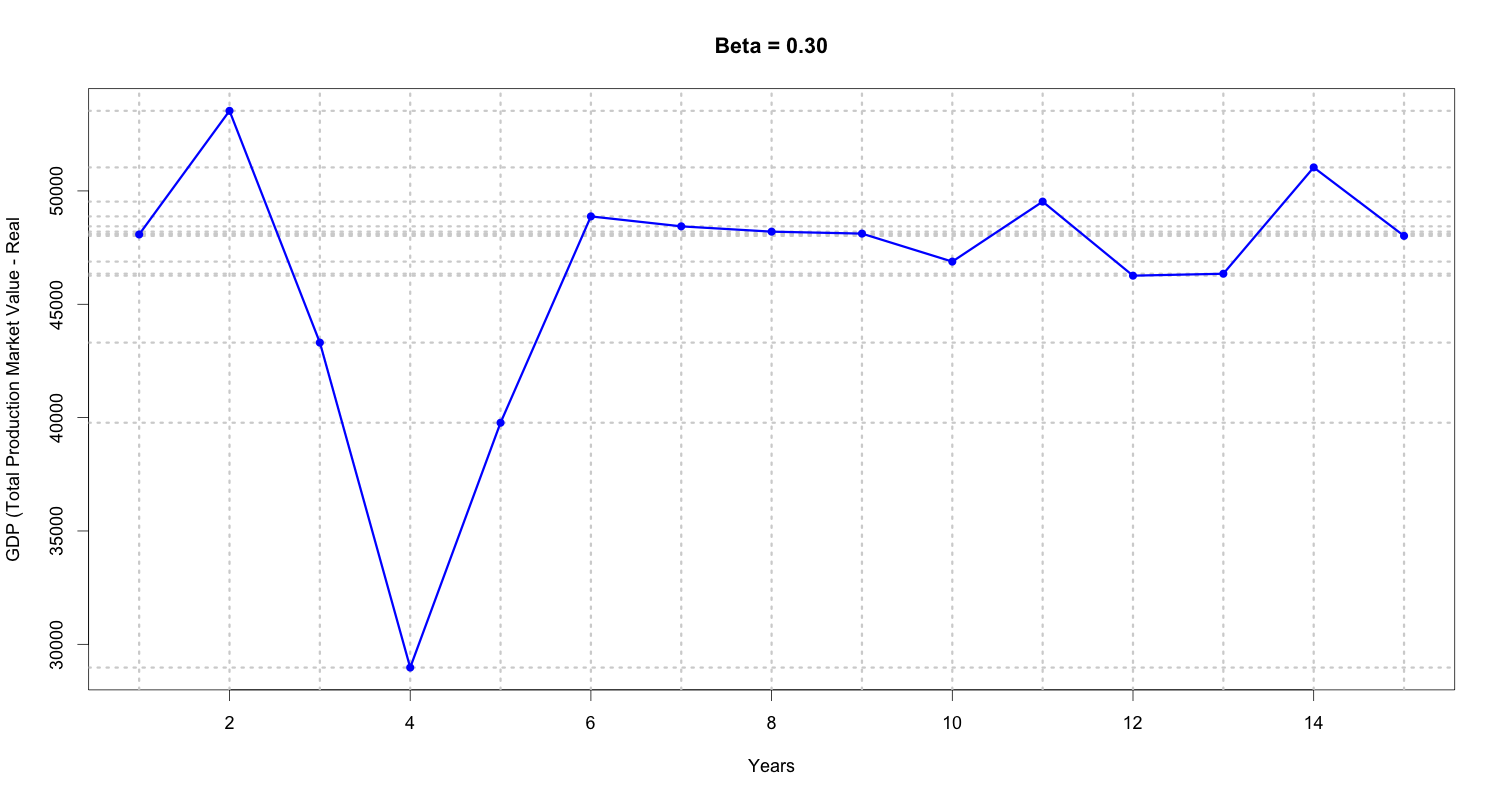 Beta = 0.30
GDP (Total Production Market Value - Real
50000
45000
40000
35000
30000
2 4 6 8 10 12 14
Years